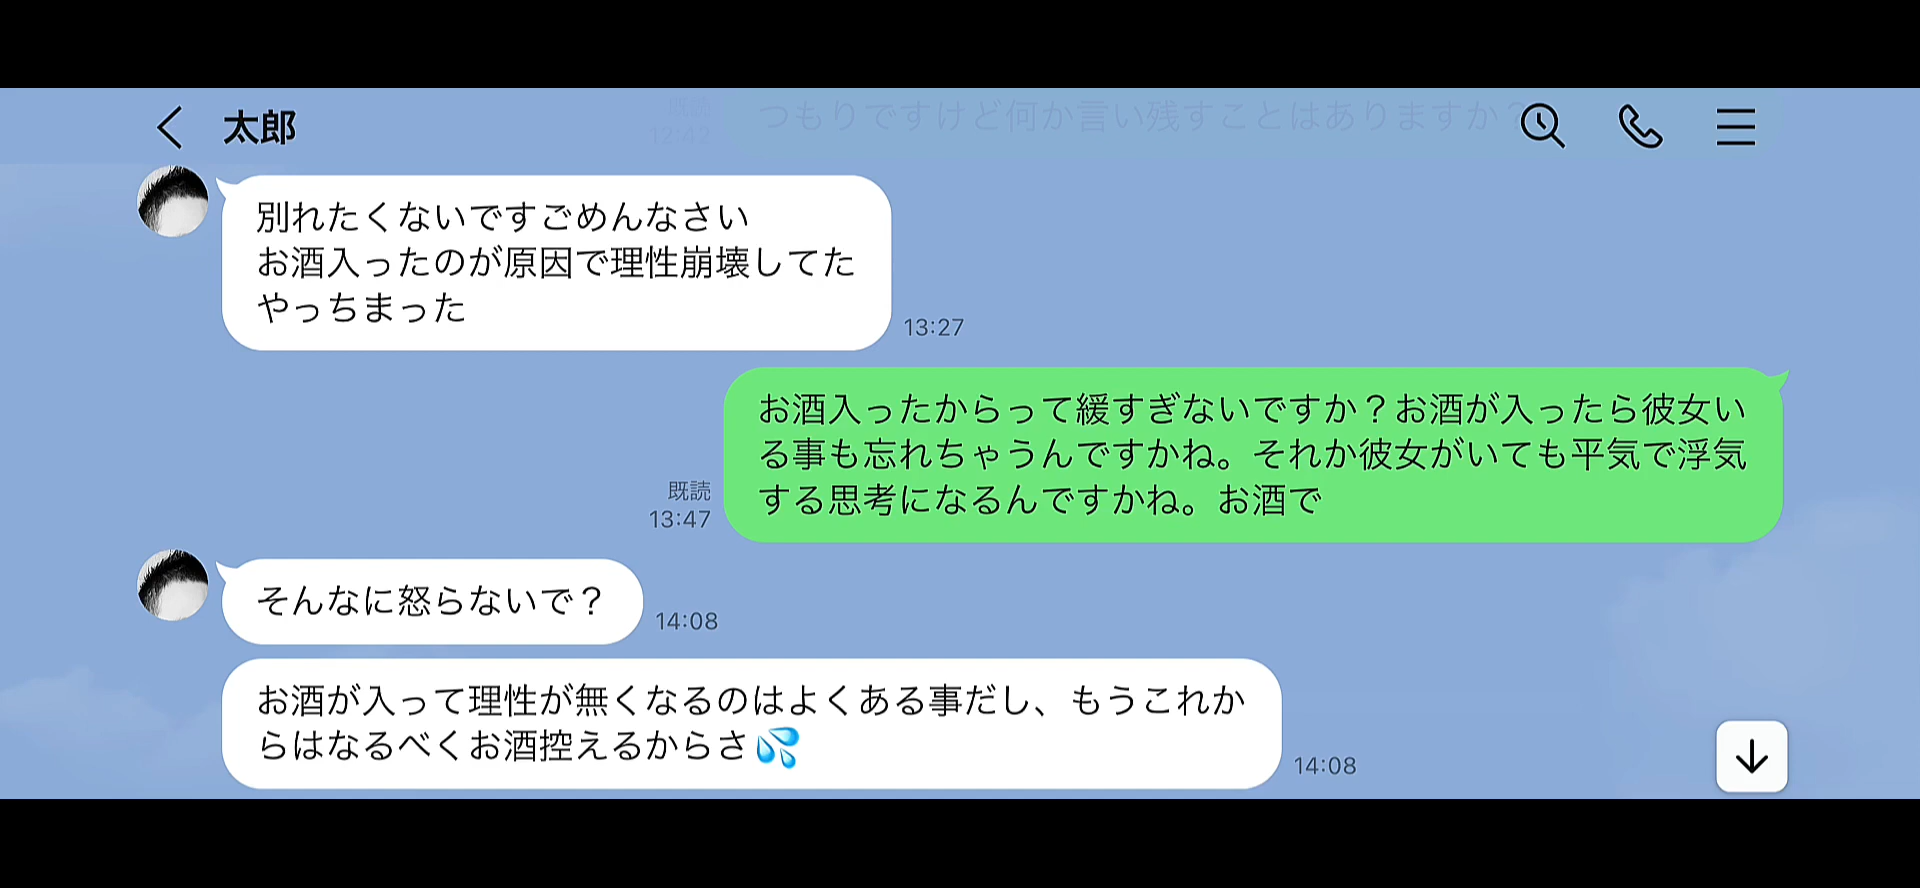 既読
12:42
つもりですけど何か言い残すことはありますか？
太郎
別れたくないですごめんなさい
お酒入ったのが原因で理性崩壊してた
やっちまった
13:27
お酒入ったからって緩すぎないですか？お酒が入ったら彼女い
る事も忘れちゃうんですかね。それか彼女がいても平気で浮気
する思考になるんですかね。お酒で
既読
13:47
そんなに怒らないで？
14:08
お酒が入って理性が無くなるのはよくある事だし、もうこれか
らはなるべくお酒控えるからさ💦
14:08